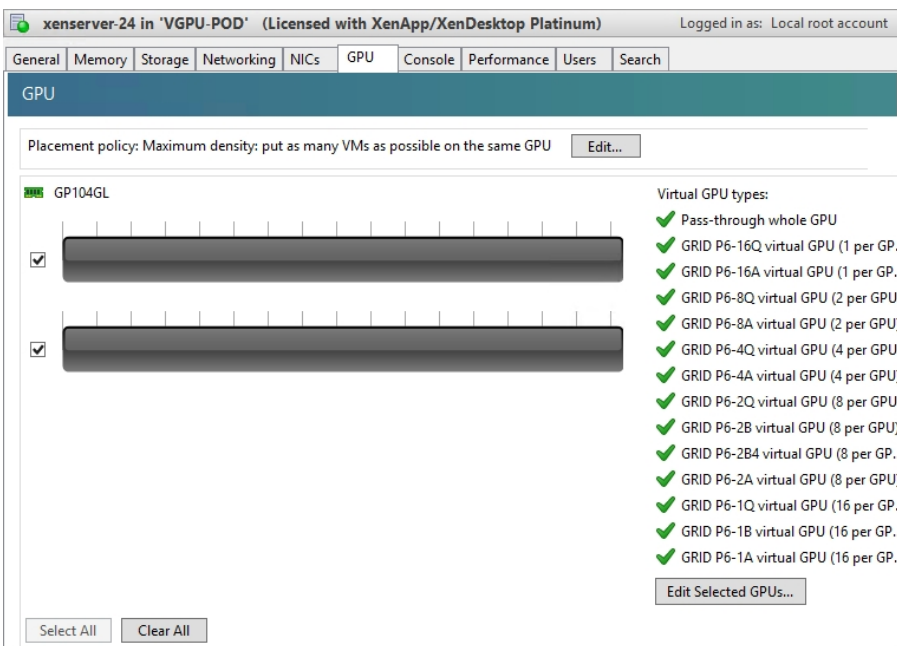 xenserver-24 in 'VGPU-POD' (Licensed with XenApp/XenDesktop Platinum) Logged in as: Local root account
General Memory Storage Networking NICs GPU Console Performance Users Search
GPU
Placement policy: Maximum density: put as many VMs as possible on the same GPU Edit...
GP104GL
Virtual GPU types:
Pass-through whole GPU
GRID P6-16Q virtual GPU (1 per GP.
GRID P6-16A virtual GPU (1 per GP.
GRID P6-8Q virtual GPU (2 per GPU
GRID P6-8A virtual GPU (2 per GPU)
GRID P6-4Q virtual GPU (4 per GPU
GRID P6-4A virtual GPU (4 per GPU)
GRID P6-2Q virtual GPU (8 per GPU
GRID P6-2B virtual GPU (8 per GPU)
GRID P6-2B4 virtual GPU (8 per GP..
GRID P6-2A virtual GPU (8 per GPU)
GRID P6-1Q virtual GPU (16 per GP.
GRID P6-1B virtual GPU (16 per GP..
GRID P6-1A virtual GPU (16 per GP.
Edit Selected GPUs...
Select All Clear All